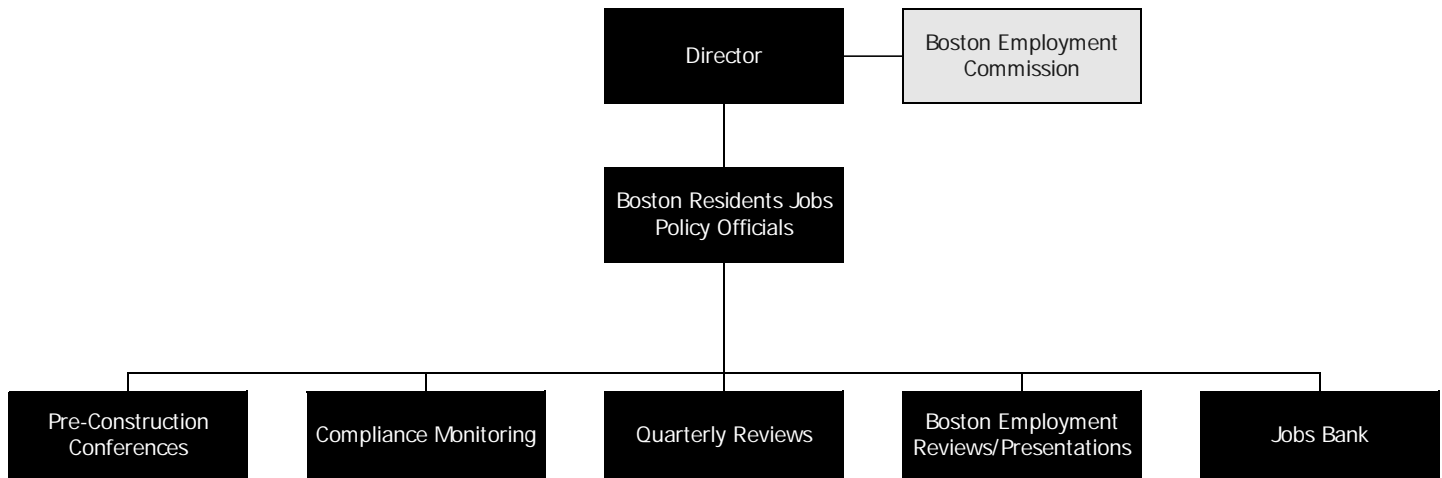 Director
Boston Employment
Commission
Boston Residents Jobs
Policy Officials
Pre-Construction
Conferences
Compliance Monitoring
Quarterly Reviews
Boston Employment
Reviews/Presentations
Jobs Bank